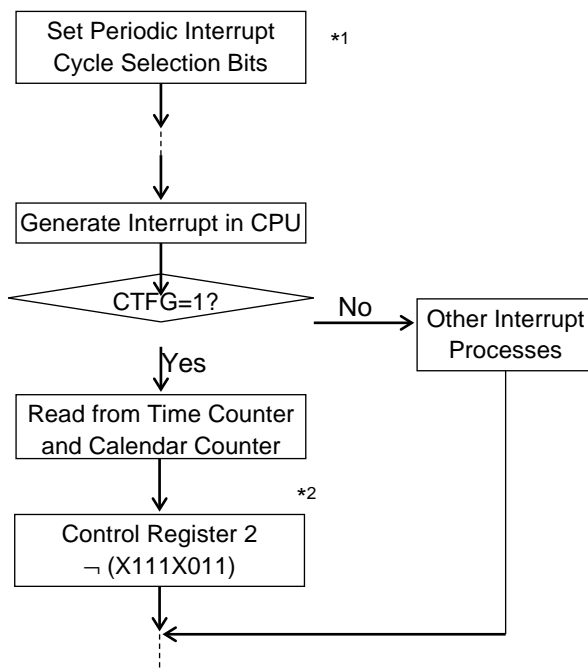 Set Periodic Interrupt
Cycle Selection Bits
*1
Generate Interrupt in CPU
CTFG=1?
No
Other Interrupt
Processes
Yes
Read from Time Counter
and Calendar Counter
*2
Control Register 2
¬ (X111X011)